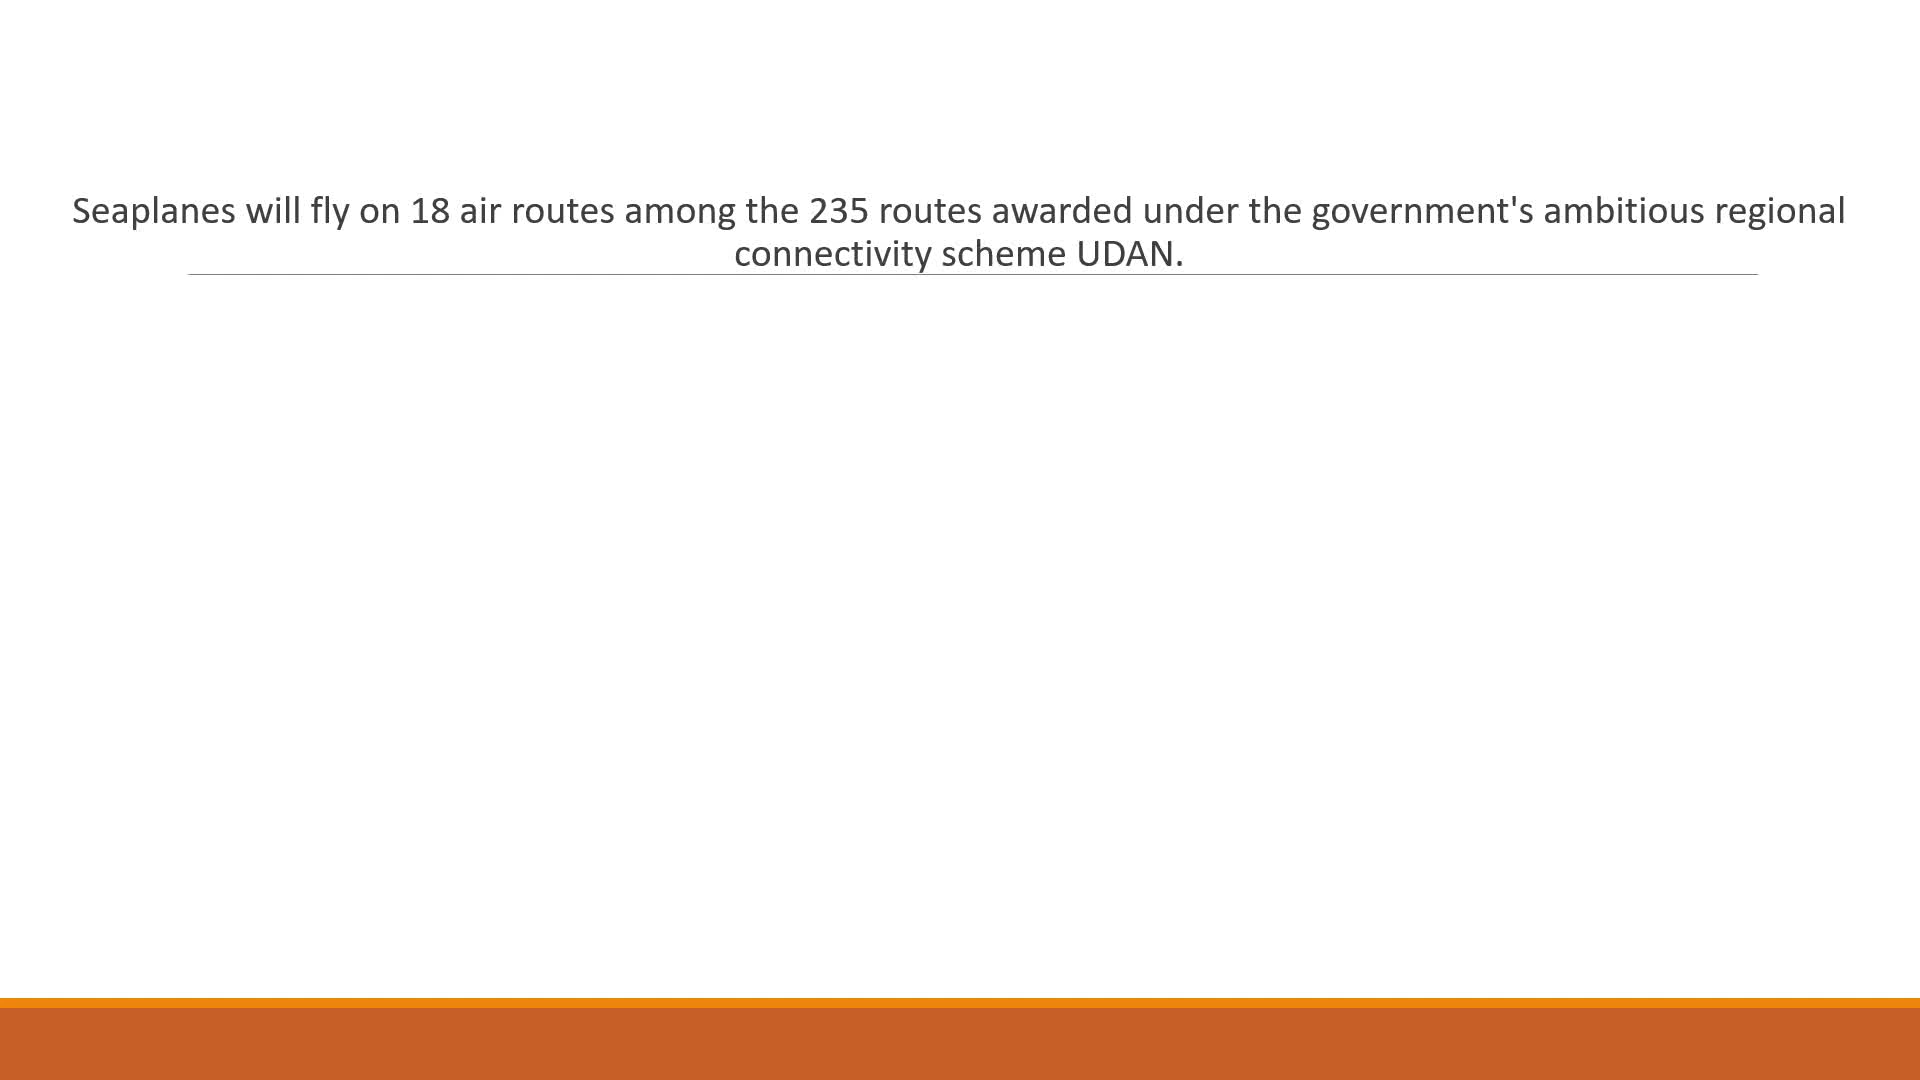 Seaplanes will fly on 18 air routes among the 235 routes awarded under the government's ambitious regional
connectivity scheme UDAN.